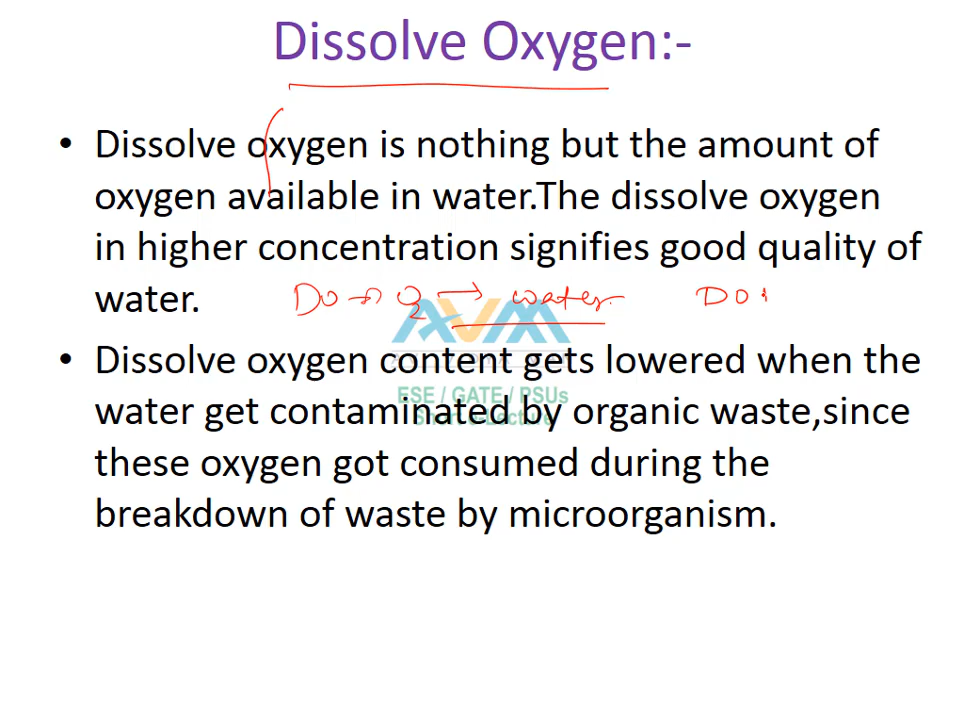 Dissolve Oxygen:-
• Dissolve oxygen is nothing but the amount of
oxygen available in water.The dissolve oxygen
in higher concentration signifies good quality of
water.
DO → O2 → water DO
AVM
• Dissolve oxygen content gets lowered when the
ESE / GATE / PSUs
water get contaminated by organic waste,since
these oxygen got consumed during the
breakdown of waste by microorganism.